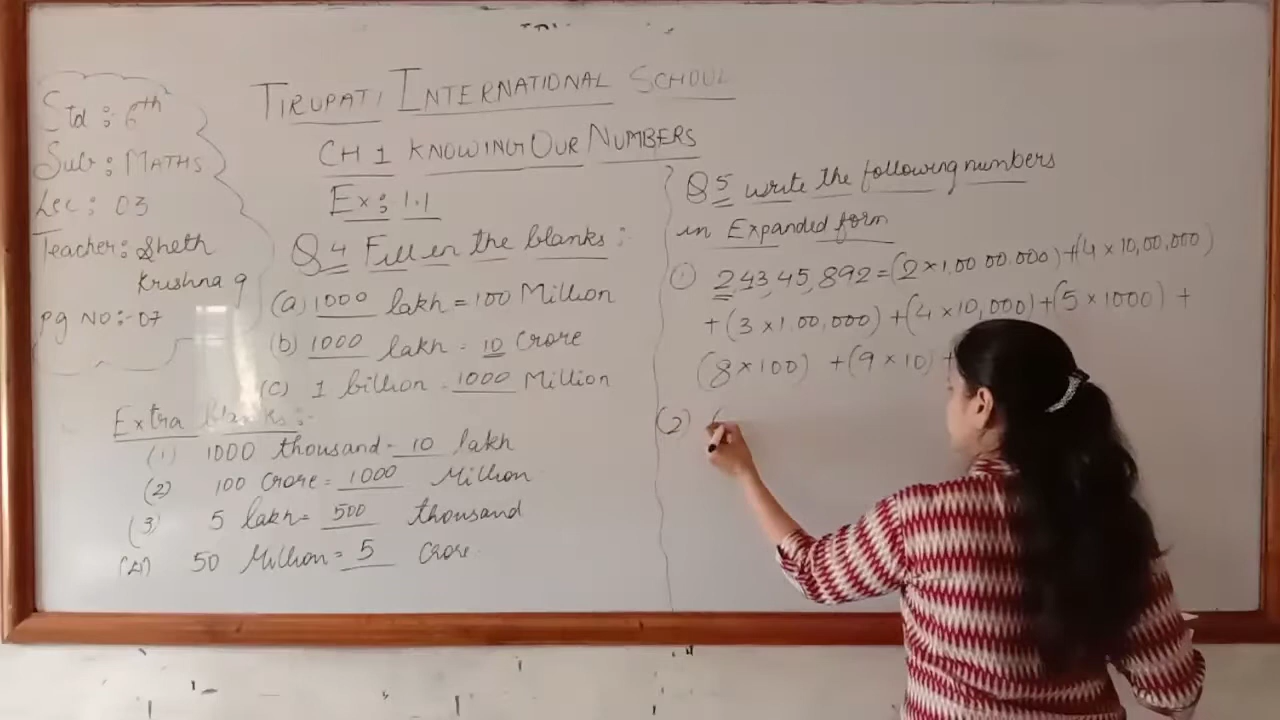 TIRUPATI INTERNATIONAL SCHOOL
CH 1 KNOWING OUR NUMBERS
Ex: 1.1
Std : 6th
Sub : MATHS
Lec : 03
Teacher: Sheth
Krishna g
Pg NO :- 07
Q4 Fill in the blanks :
(a) 1000 lakh = 100 Million
(b) 1000 lakh = 10 Crore
(c) 1 billion = 1000 Million
Extra blanks :-
(1) 1000 thousand = 10 lakh
(2) 100 Crore = 1000 Million
(3) 5 lakh = 500 thousand
(4) 50 Million = 5 Crore
Q5 write the following numbers
in Expanded form
(1) 2,43,45,892 = (2 × 1,00,00,000) + (4 × 10,00,000)
+ (3 × 1,00,000) + (4 × 10,000) + (5 × 1000) +
(8 × 100) + (9 × 10) +
(2)